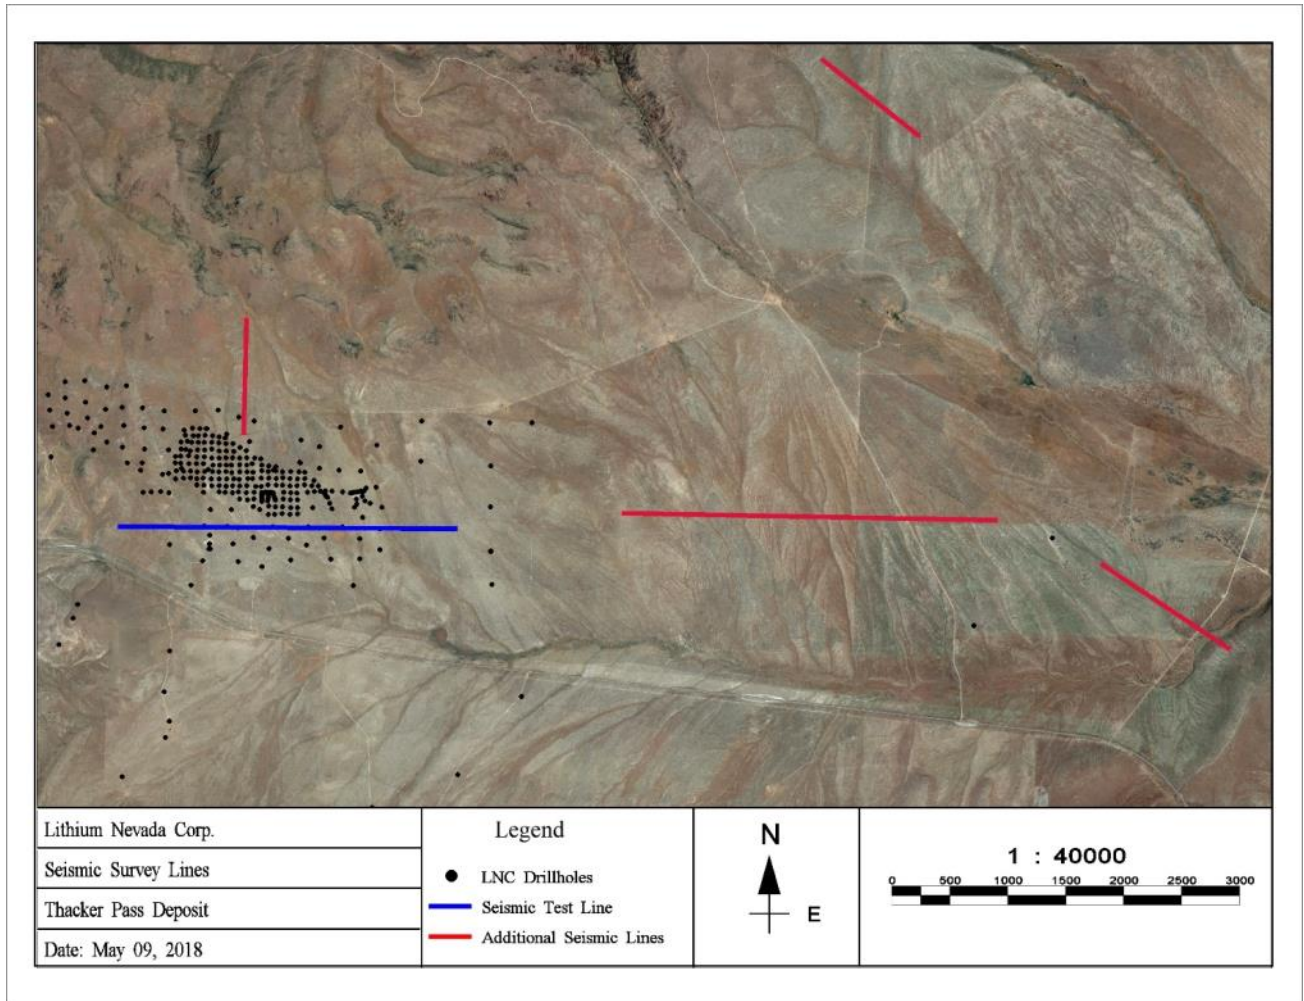 Lithium Nevada Corp.
Seismic Survey Lines
Thacker Pass Deposit
Date: May 09, 2018
Legend
LNC Drillholes
Seismic Test Line
Additional Seismic Lines
N
E
1 : 40000
0 500 1000 1500 2000 2500 3000